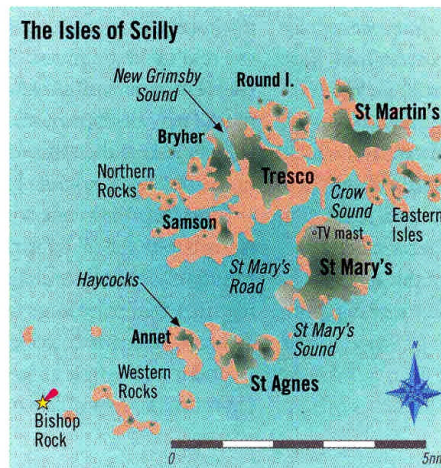 The Isles of Scilly
New Grimsby
Sound
Round I.
St Martin's
Bryher
Northern
Rocks
Tresco
Crow
Sound
Eastern
Isles
Samson
TV mast
St Mary's
Road
St Mary's
Haycocks
St Mary's
Sound
Annet
Western
Rocks
St Agnes
N
Bishop
Rock
0
5nm